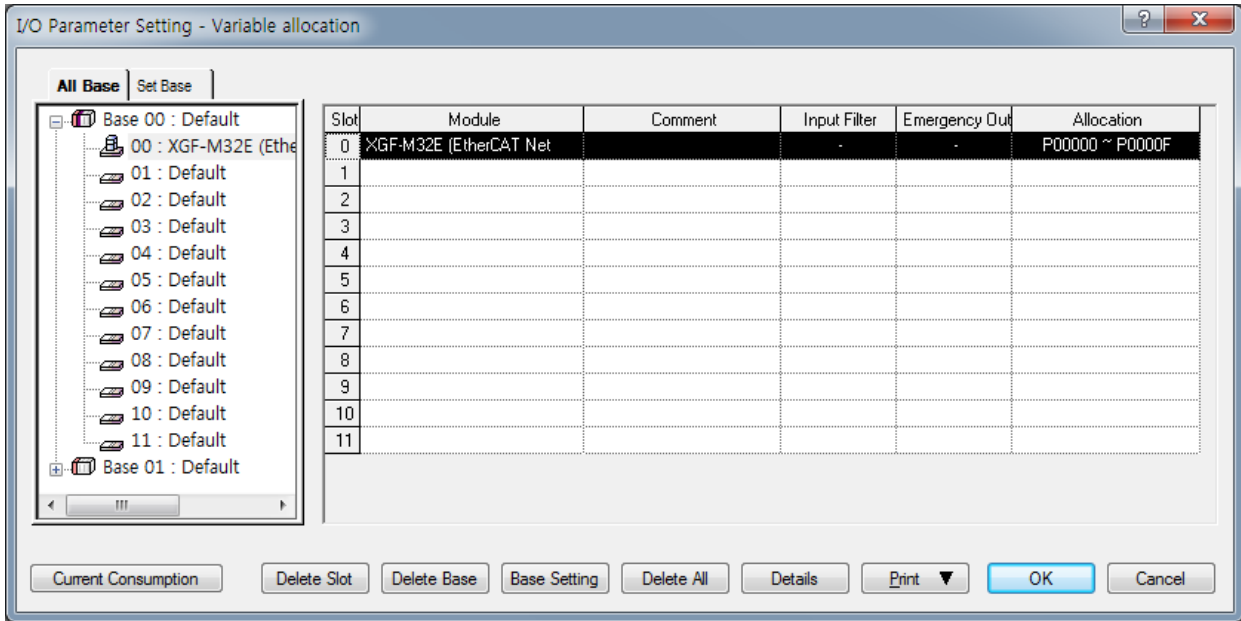 I/O Parameter Setting - Variable allocation
All Base Set Base
Base 00 : Default
00 : XGF-M32E (Ethe
01 : Default
02 : Default
03 : Default
04 : Default
05 : Default
06 : Default
07 : Default
08 : Default
09 : Default
10 : Default
11 : Default
Base 01 : Default
Slot Module Comment Input Filter Emergency Out Allocation
0 XGF-M32E (EtherCAT Net - - P00000 ~ P0000F
1
2
3
4
5
6
7
8
9
10
11
Current Consumption Delete Slot Delete Base Base Setting Delete All Details Print ▼ OK Cancel